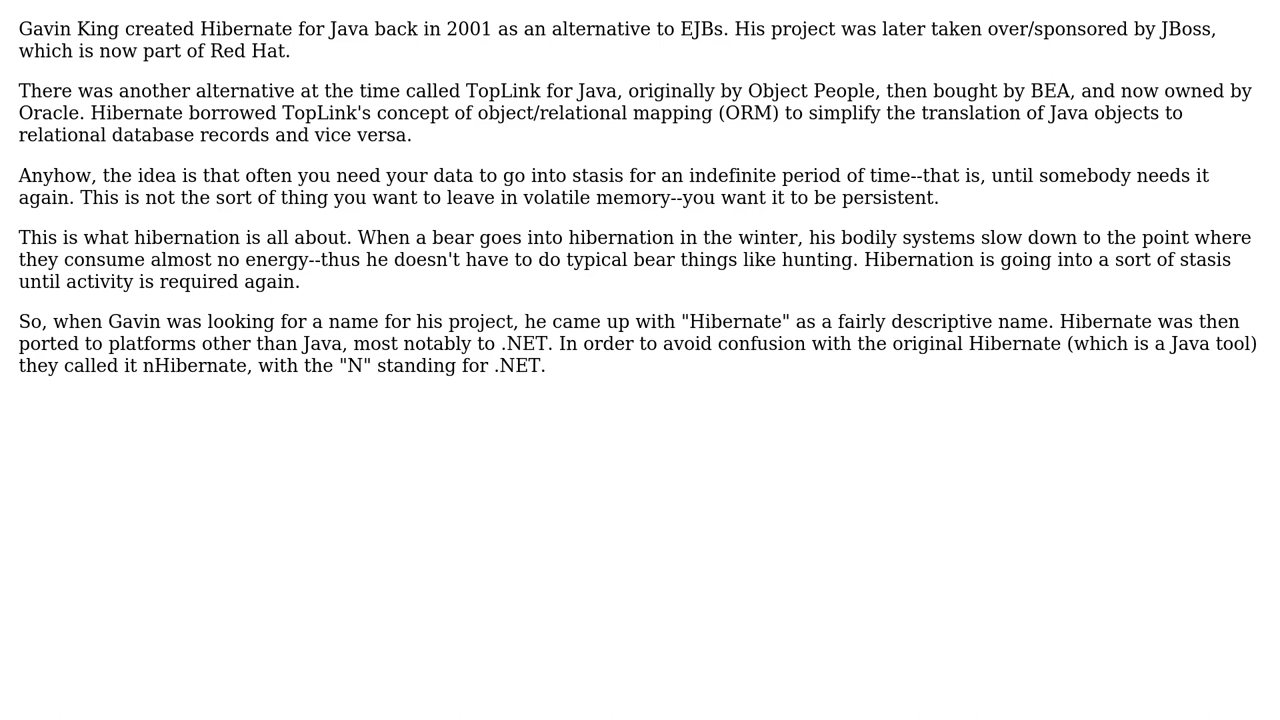 Gavin King created Hibernate for Java back in 2001 as an alternative to EJBs. His project was later taken over/sponsored by JBoss,
which is now part of Red Hat.
There was another alternative at the time called TopLink for Java, originally by Object People, then bought by BEA, and now owned by
Oracle. Hibernate borrowed TopLink's concept of object/relational mapping (ORM) to simplify the translation of Java objects to
relational database records and vice versa.
Anyhow, the idea is that often you need your data to go into stasis for an indefinite period of time--that is, until somebody needs it
again. This is not the sort of thing you want to leave in volatile memory--you want it to be persistent.
This is what hibernation is all about. When a bear goes into hibernation in the winter, his bodily systems slow down to the point where
they consume almost no energy--thus he doesn't have to do typical bear things like hunting. Hibernation is going into a sort of stasis
until activity is required again.
So, when Gavin was looking for a name for his project, he came up with "Hibernate" as a fairly descriptive name. Hibernate was then
ported to platforms other than Java, most notably to .NET. In order to avoid confusion with the original Hibernate (which is a Java tool)
they called it nHibernate, with the "N" standing for .NET.